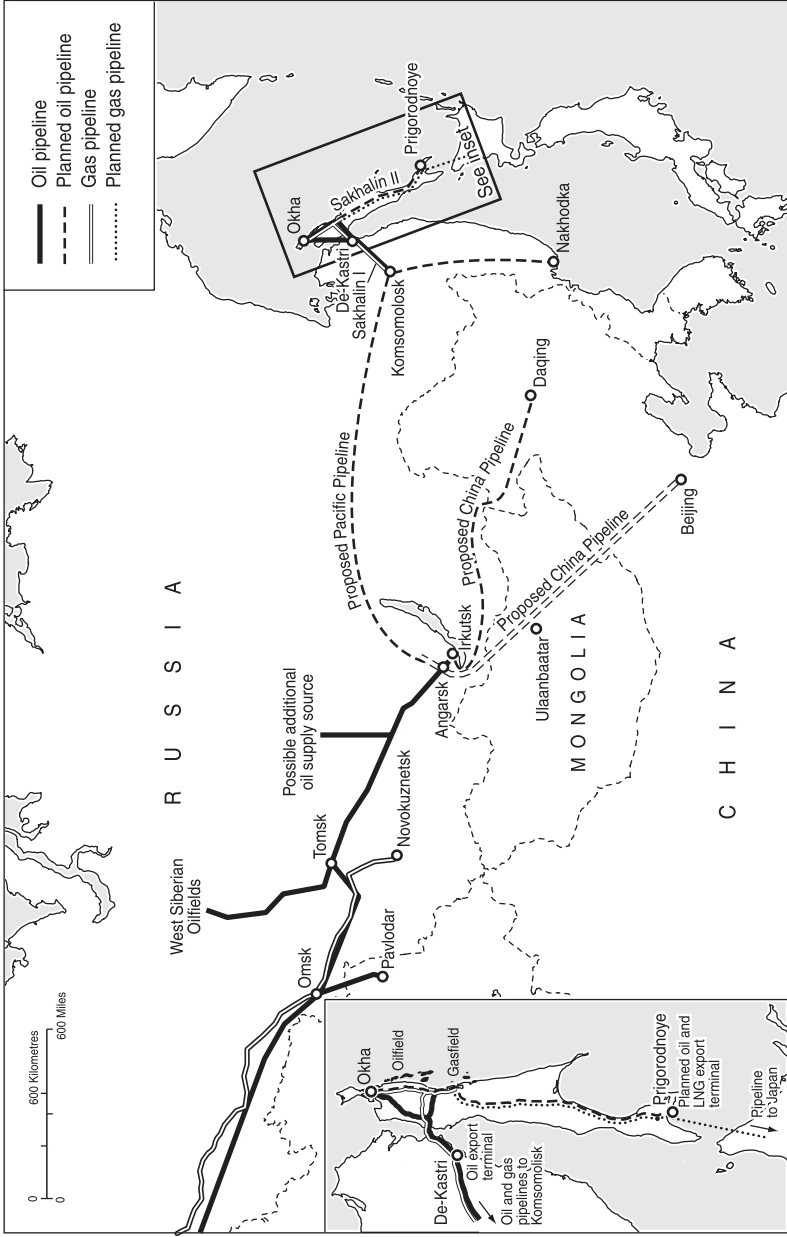 Oil pipeline
Planned oil pipeline
Gas pipeline
Planned gas pipeline
0 600 Kilometres
0 600 Miles
R U S S I A
West Siberian
Oilfields
Possible additional
oil supply source
Omsk
Tomsk
Pavlodar
Novokuznetsk
Angarsk
Irkutsk
Proposed Pacific Pipeline
Proposed China Pipeline
Proposed China Pipeline
Ulaanbaatar
M O N G O L I A
C H I N A
Beijing
Daqing
Okha
De-Kastri
Sakhalin I
Sakhalin II
Komsomolosk
Prigorodnoye
See inset
Nakhodka
Okha
Oilfield
Gasfield
De-Kastri
Oil export
terminal
Oil and gas
pipelines to
Komsomolisk
Prigorodnoye
Planned oil and
LNG export
terminal
Pipeline
to Japan